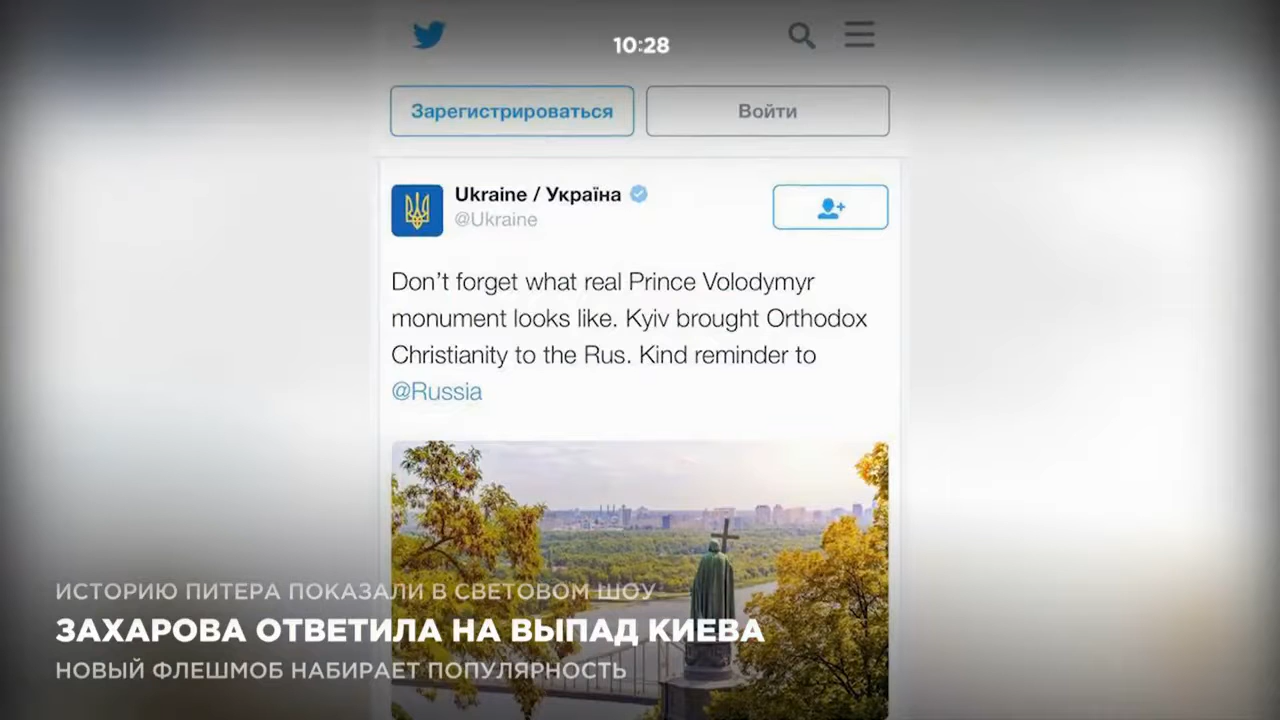 10:28
Зарегистрироваться
Войти
Ukraine / Україна
@Ukraine
Don’t forget what real Prince Volodymyr
monument looks like. Kyiv brought Orthodox
Christianity to the Rus. Kind reminder to
@Russia
ИСТОРИЮ ПИТЕРА ПОКАЗАЛИ В СВЕТОВОМ ШОУ
ЗАХАРОВА ОТВЕТИЛА НА ВЫПАД КИЕВА
НОВЫЙ ФЛЕШМОБ НАБИРАЕТ ПОПУЛЯРНОСТЬ